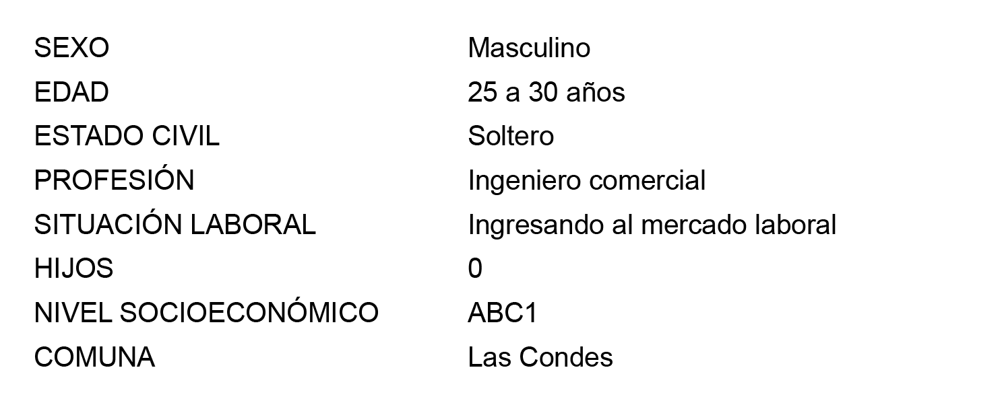 SEXO Masculino
EDAD 25 a 30 años
ESTADO CIVIL Soltero
PROFESIÓN Ingeniero comercial
SITUACIÓN LABORAL Ingresando al mercado laboral
HIJOS 0
NIVEL SOCIOECONÓMICO ABC1
COMUNA Las Condes